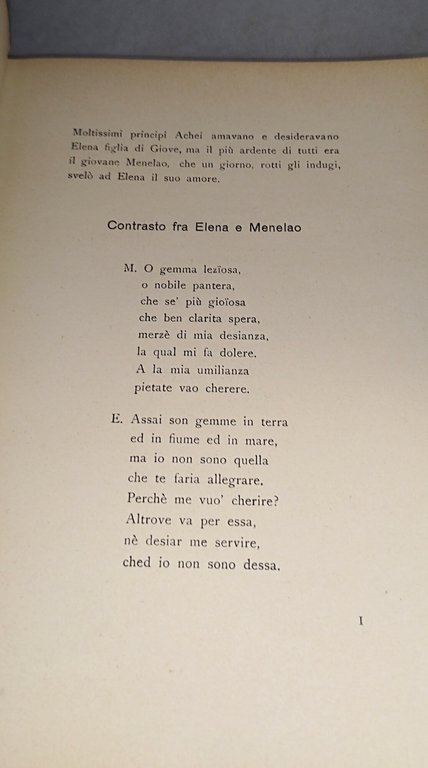 Moltissimi principi Achei amavano e desideravano
Elena figlia di Giove, ma il più ardente di tutti era
il giovane Menelao, che un giorno, rotti gli indugi,
svelò ad Elena il suo amore.
Contrasto fra Elena e Menelao
M. O gemma lezïosa,
o nobile pantera,
che se' più gioïosa
che ben clarita spera,
merzè di mia desianza,
la qual mi fa dolere.
A la mia umilianza
pietate vao cherere.
E. Assai son gemme in terra
ed in fiume ed in mare,
ma io non sono quella
che te faria allegrare.
Perchè me vuo' cherire?
Altrove va per essa,
nè desiar me servire,
ched io non sono dessa.
I